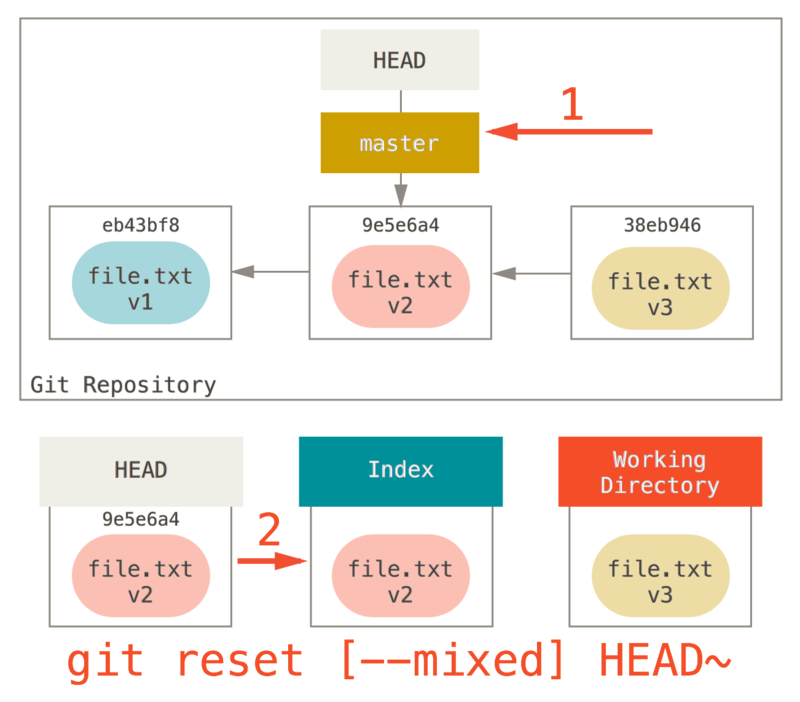 HEAD
1
master
eb43bf8
9e5e6a4
38eb946
file.txt
v1
file.txt
v2
file.txt
v3
Git Repository
HEAD
Index
Working
Directory
9e5e6a4
2
file.txt
v2
file.txt
v2
file.txt
v3
git reset [--mixed] HEAD~